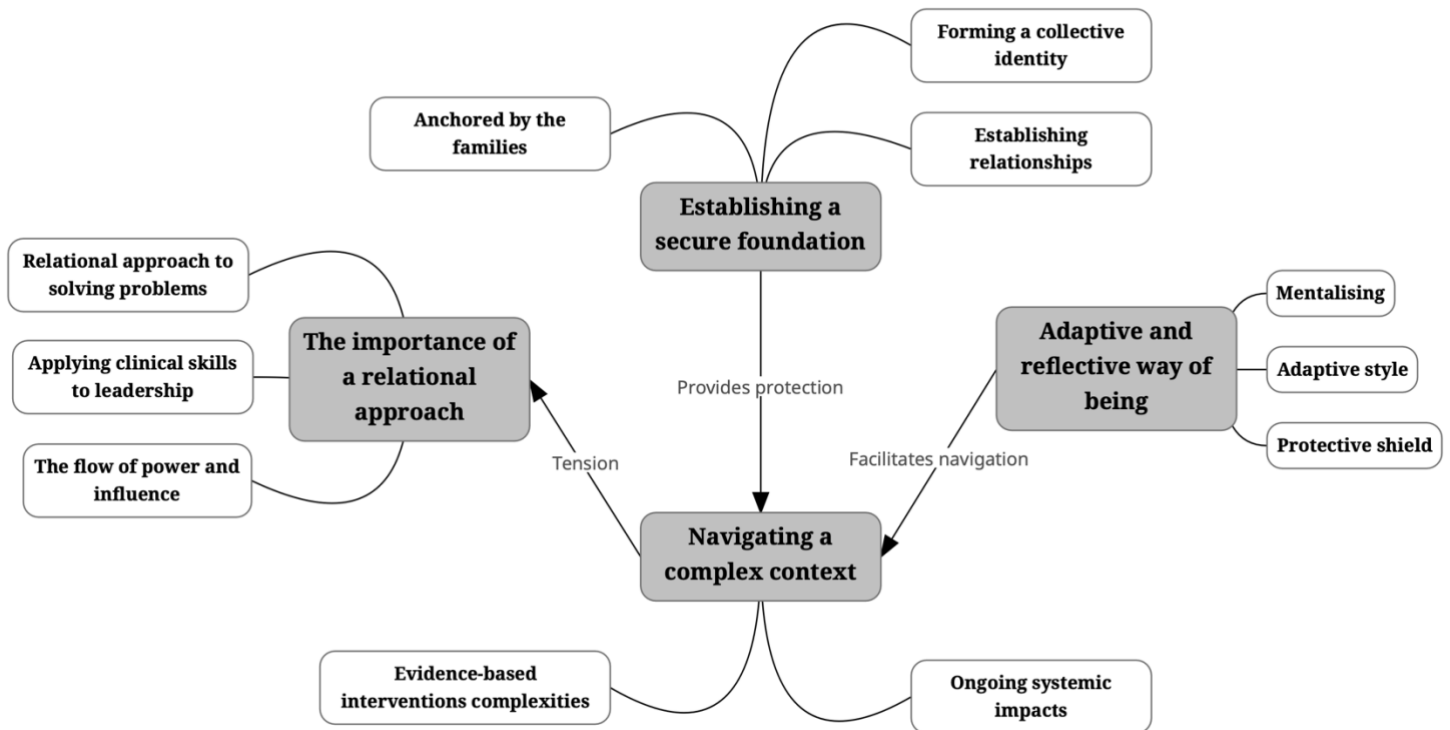 Forming a collective
identity
Anchored by the
families
Establishing
relationships
Establishing a
secure foundation
Relational approach to
solving problems
Applying clinical skills
to leadership
The flow of power and
influence
The importance of
a relational
approach
Mentalising
Adaptive style
Protective shield
Adaptive and
reflective way of
being
Provides protection
Tension
Facilitates navigation
Navigating a
complex context
Evidence-based
interventions complexities
Ongoing systemic
impacts